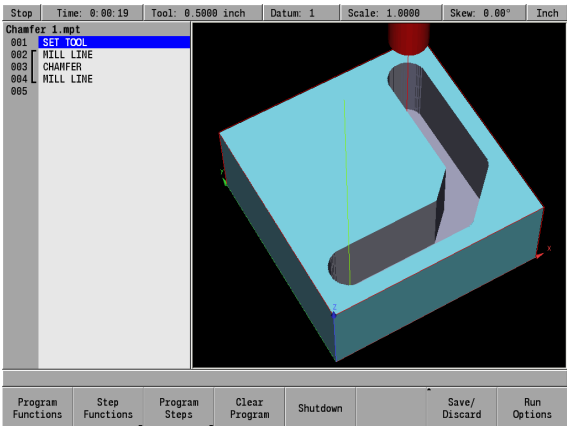 Stop Time: 0:00:19 Tool: 0.5000 inch Datum: 1 Scale: 1.0000 Skew: 0.00° Inch
Chamfer 1.mpt
001 SET TOOL
002 MILL LINE
003 CHAMFER
004 MILL LINE
005
Y
X
Z
Program Functions
Step Functions
Program Steps
Clear Program
Shutdown
Save/ Discard
Run Options